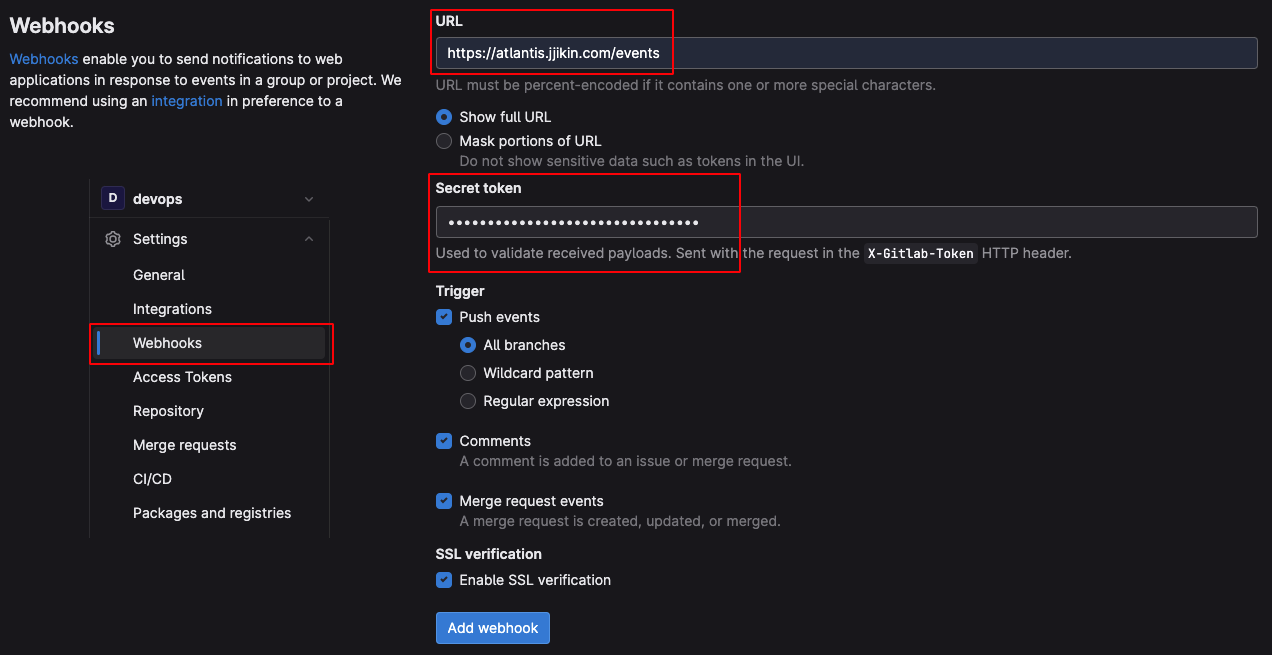 Webhooks
Webhooks enable you to send notifications to web
applications in response to events in a group or project. We
recommend using an integration in preference to a
webhook.
D devops
Settings
General
Integrations
Webhooks
Access Tokens
Repository
Merge requests
CI/CD
Packages and registries
URL
https://atlantis.jjikin.com/events
URL must be percent-encoded if it contains one or more special characters.
Show full URL
Mask portions of URL
Do not show sensitive data such as tokens in the UI.
Secret token
Used to validate received payloads. Sent with the request in the X-Gitlab-Token HTTP header.
Trigger
Push events
All branches
Wildcard pattern
Regular expression
Comments
A comment is added to an issue or merge request.
Merge request events
A merge request is created, updated, or merged.
SSL verification
Enable SSL verification
Add webhook